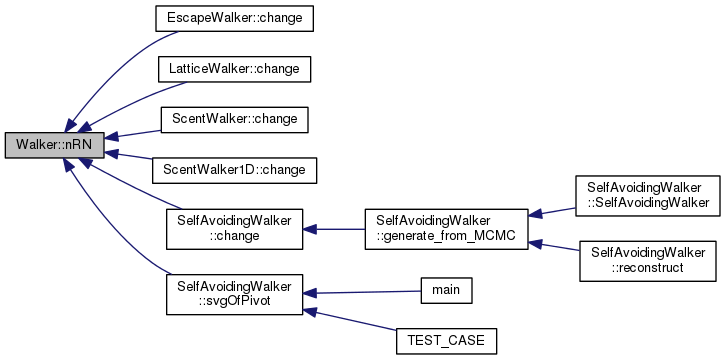 EscapeWalker::change
LatticeWalker::change
ScentWalker::change
Walker::nRN
ScentWalker1D::change
SelfAvoidingWalker
::change
SelfAvoidingWalker
::generate_from_MCMC
SelfAvoidingWalker
::SelfAvoidingWalker
SelfAvoidingWalker
::reconstruct
SelfAvoidingWalker
::svgOfPivot
main
TEST_CASE